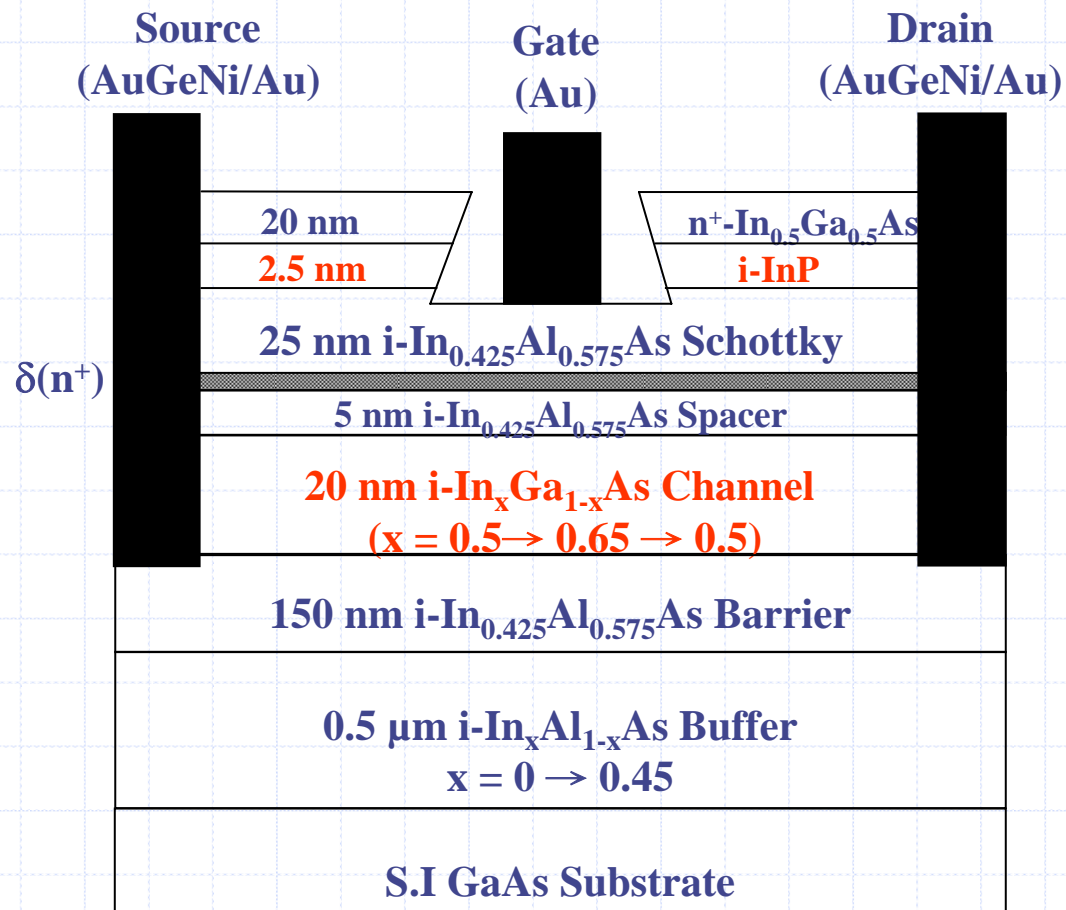 Source
(AuGeNi/Au)
Gate
(Au)
Drain
(AuGeNi/Au)
20 nm
n⁺-In₀.₅Ga₀.₅As
2.5 nm
i-InP
25 nm i-In₀.₄₂₅Al₀.₅₇₅As Schottky
δ(n⁺)
5 nm i-In₀.₄₂₅Al₀.₅₇₅As Spacer
20 nm i-InₓGa₁₋ₓAs Channel
(x = 0.5→ 0.65 → 0.5)
150 nm i-In₀.₄₂₅Al₀.₅₇₅As Barrier
0.5 µm i-InₓAl₁₋ₓAs Buffer
x = 0 → 0.45
S.I GaAs Substrate